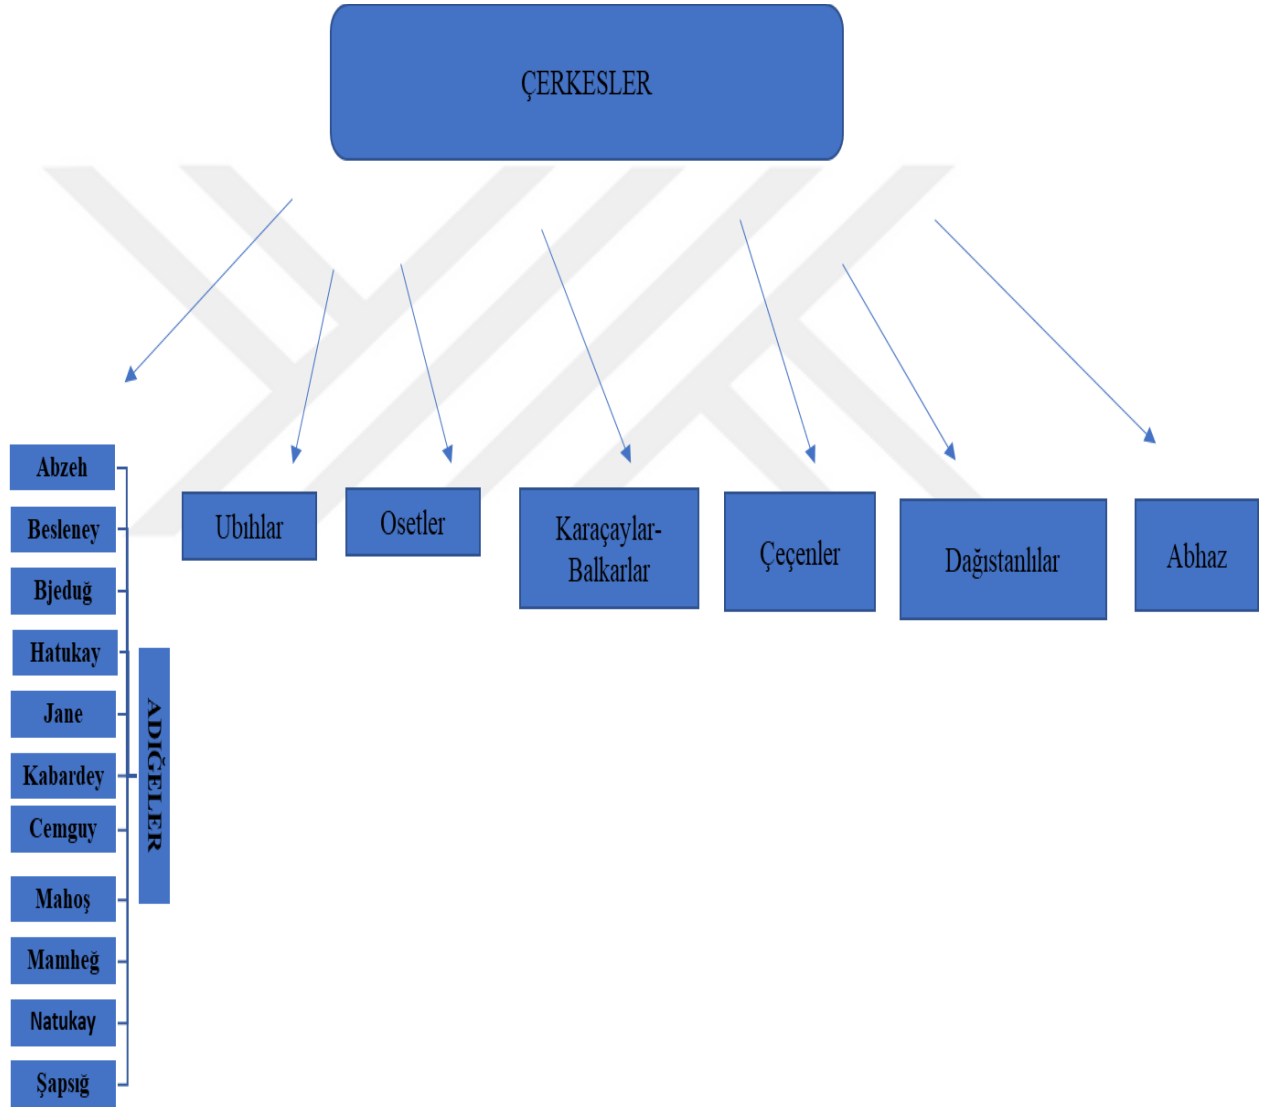 ÇERKESLER
Abzeh
Besleney
Bjeduğ
Hatukay
Jane
Kabardey
Cemguy
Mahoş
Mamheğ
Natukay
Şapsığ
ADIĞELER
Ubıhlar
Osetler
Karaçaylar-
Balkarlar
Çeçenler
Dağıstanlılar
Abhaz